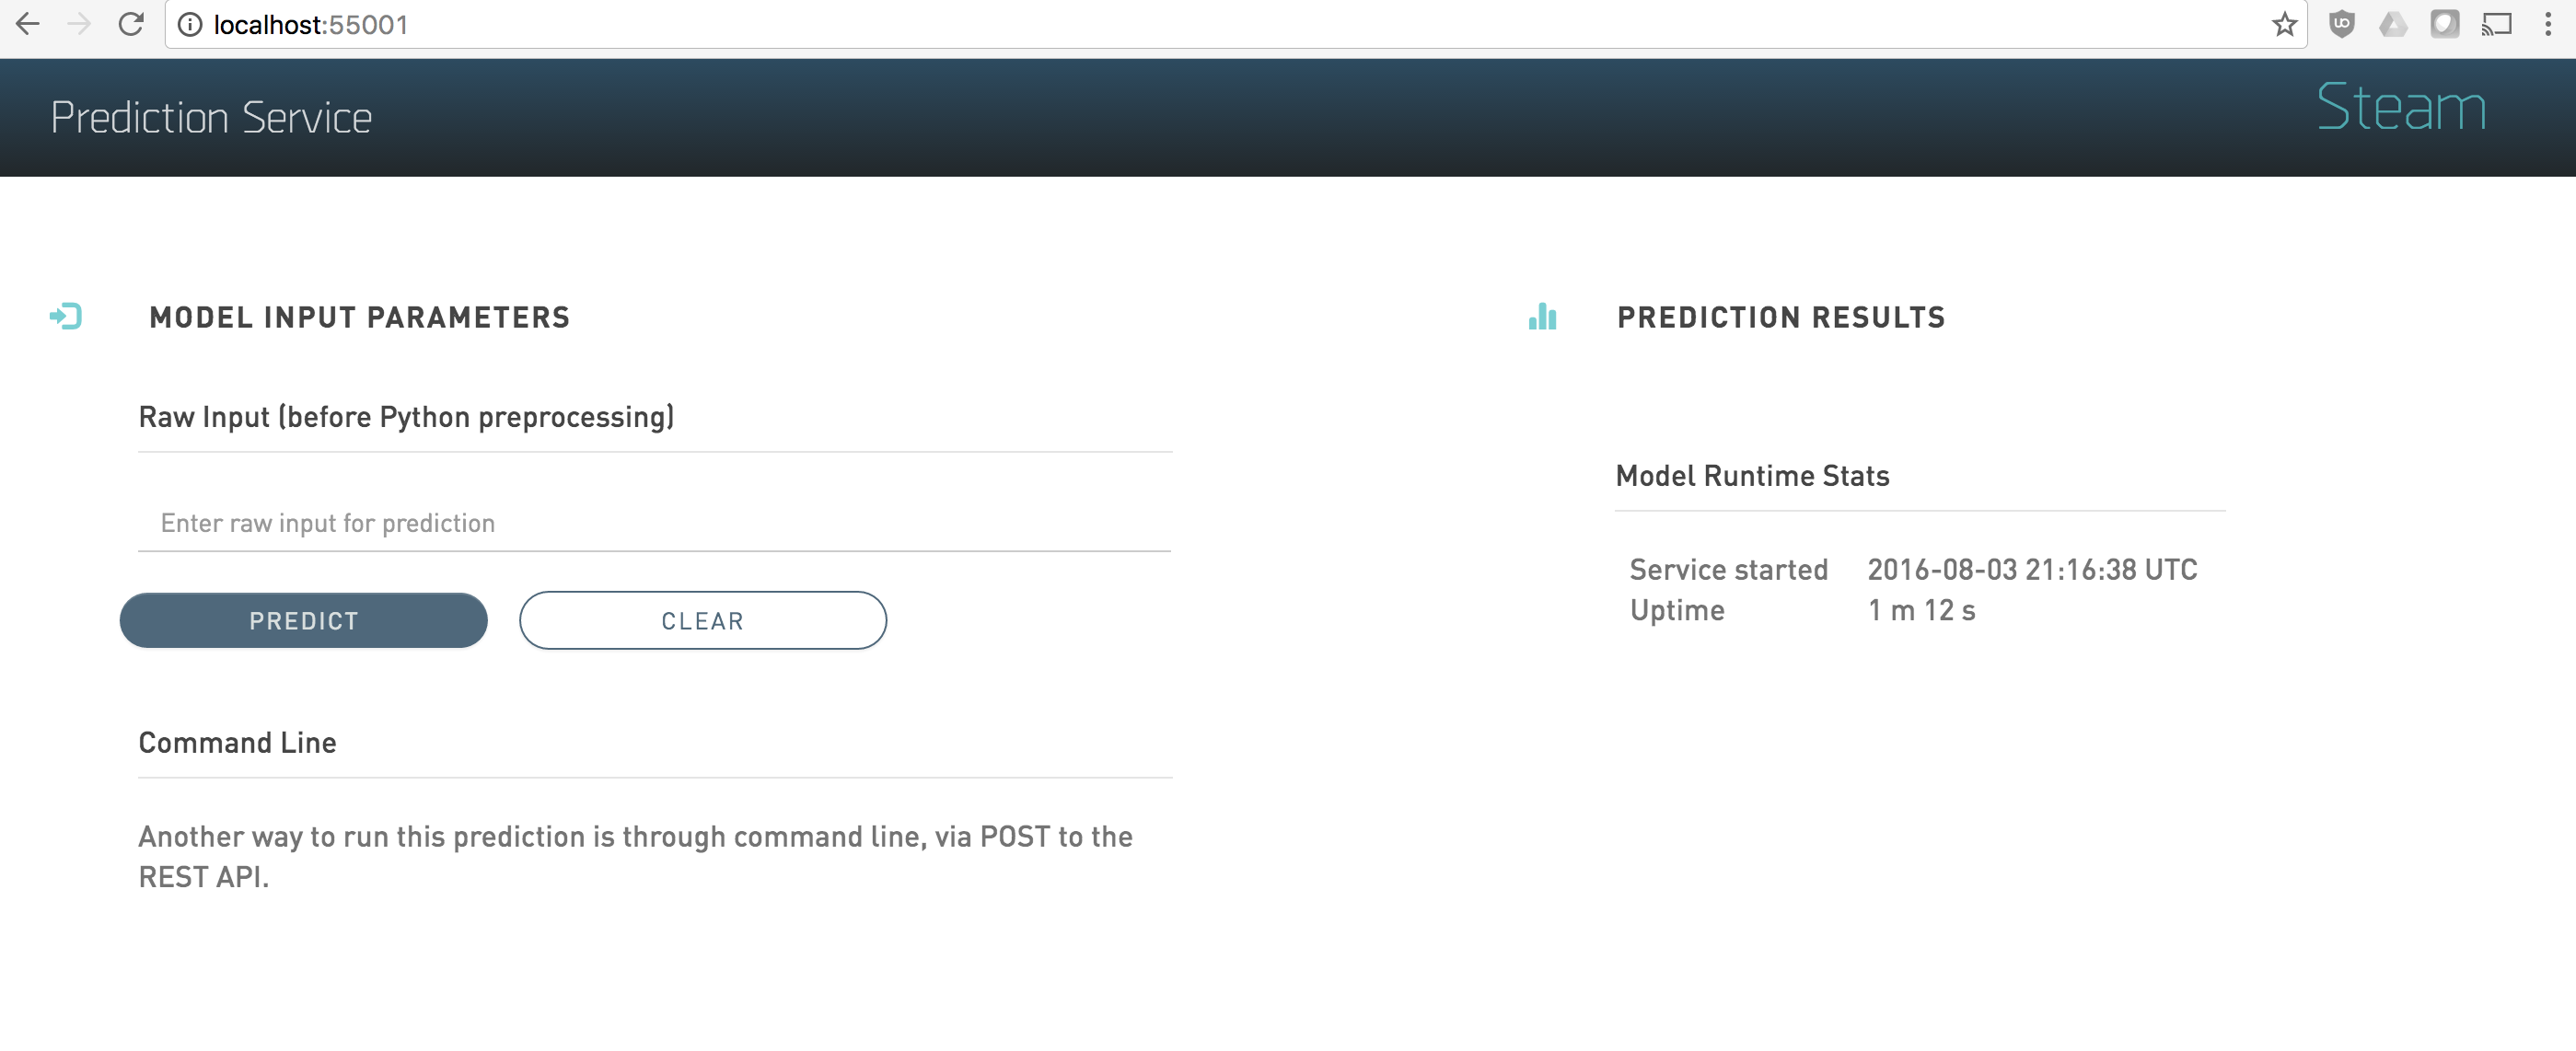 localhost:55001
Prediction Service
Steam
MODEL INPUT PARAMETERS
Raw Input (before Python preprocessing)
Enter raw input for prediction
PREDICT
CLEAR
Command Line
Another way to run this prediction is through command line, via POST to the
REST API.
PREDICTION RESULTS
Model Runtime Stats
Service started 2016-08-03 21:16:38 UTC
Uptime 1 m 12 s